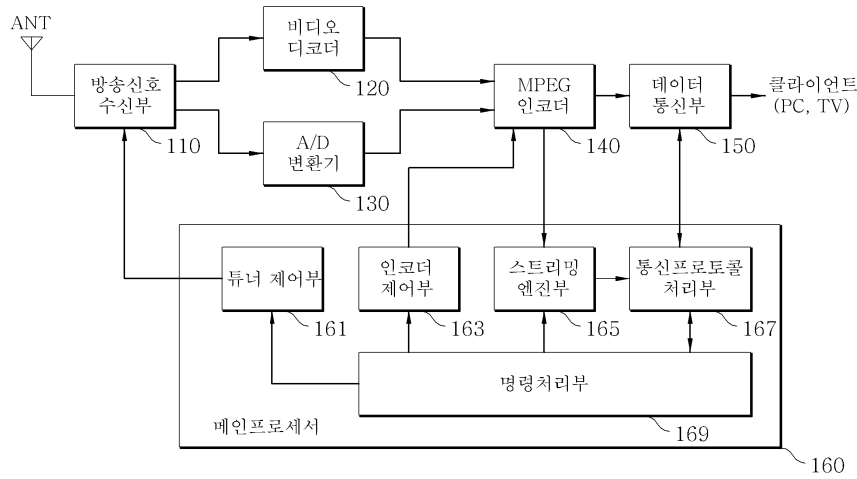 ANT
방송신호
수신부
110
비디오
디코더
120
A/D
변환기
130
MPEG
인코더
140
데이터
통신부
150
클라이언트
(PC, TV)
튜너 제어부
161
인코더
제어부
163
스트리밍
엔진부
165
통신프로토콜
처리부
167
명령처리부
169
메인프로세서
160